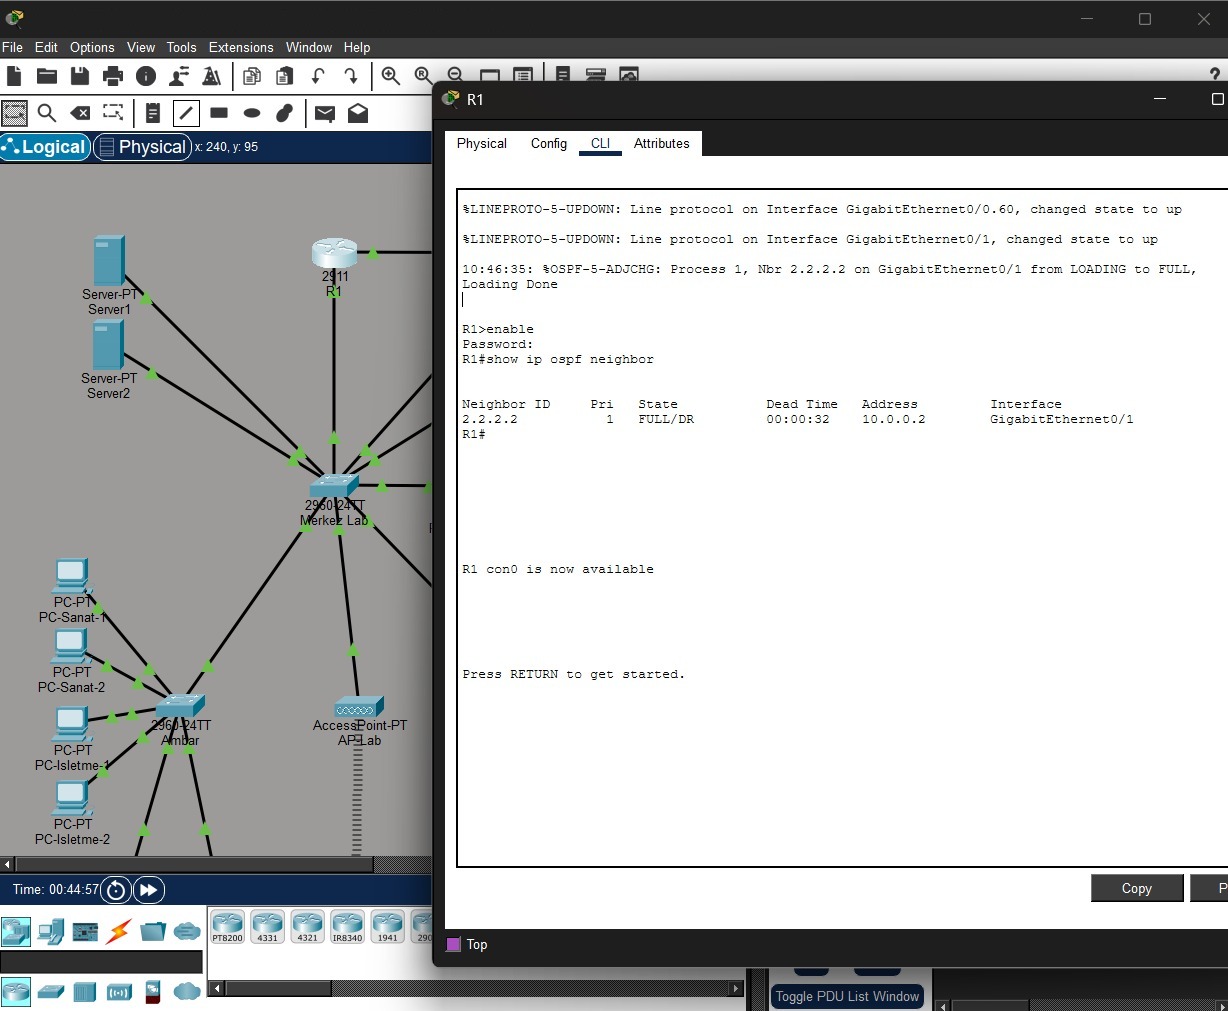 File Edit Options View Tools Extensions Window Help
Logical Physical x: 240, y: 95
Server-PT
Server1
Server-PT
Server2
2911
R1
2960-24TT
Merkez Lab
PC-PT
PC-Sanat-1
PC-PT
PC-Sanat-2
PC-PT
PC-Isletme-1
PC-PT
PC-Isletme-2
2960-24TT
Ambar
AccessPoint-PT
AP-Lab
Time: 00:44:57
PT8200 4331 4321 IR8340 1941
R1
Physical Config CLI Attributes
%LINEPROTO-5-UPDOWN: Line protocol on Interface GigabitEthernet0/0.60, changed state to up
%LINEPROTO-5-UPDOWN: Line protocol on Interface GigabitEthernet0/1, changed state to up
10:46:35: %OSPF-5-ADJCHG: Process 1, Nbr 2.2.2.2 on GigabitEthernet0/1 from LOADING to FULL,
Loading Done
R1>enable
Password:
R1#show ip ospf neighbor
Neighbor ID Pri State Dead Time Address Interface
2.2.2.2 1 FULL/DR 00:00:32 10.0.0.2 GigabitEthernet0/1
R1#
R1 con0 is now available
Press RETURN to get started.
Copy
Top
Toggle PDU List Window